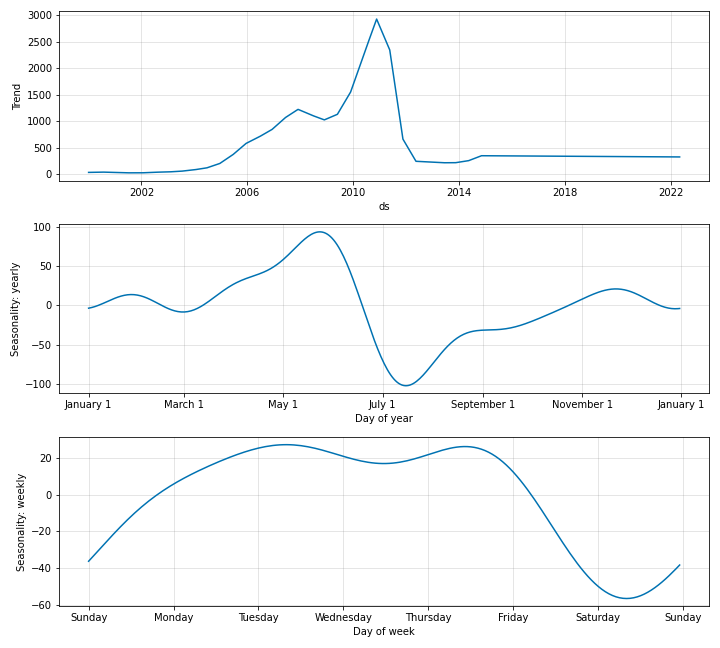 3000
2500
2000
1500
1000
500
0
Trend
2002 2006 2010 2014 2018 2022
ds
100
50
0
−50
−100
Seasonality: yearly
January 1 March 1 May 1 July 1 September 1 November 1 January 1
Day of year
20
0
−20
−40
−60
Seasonality: weekly
Sunday Monday Tuesday Wednesday Thursday Friday Saturday Sunday
Day of week